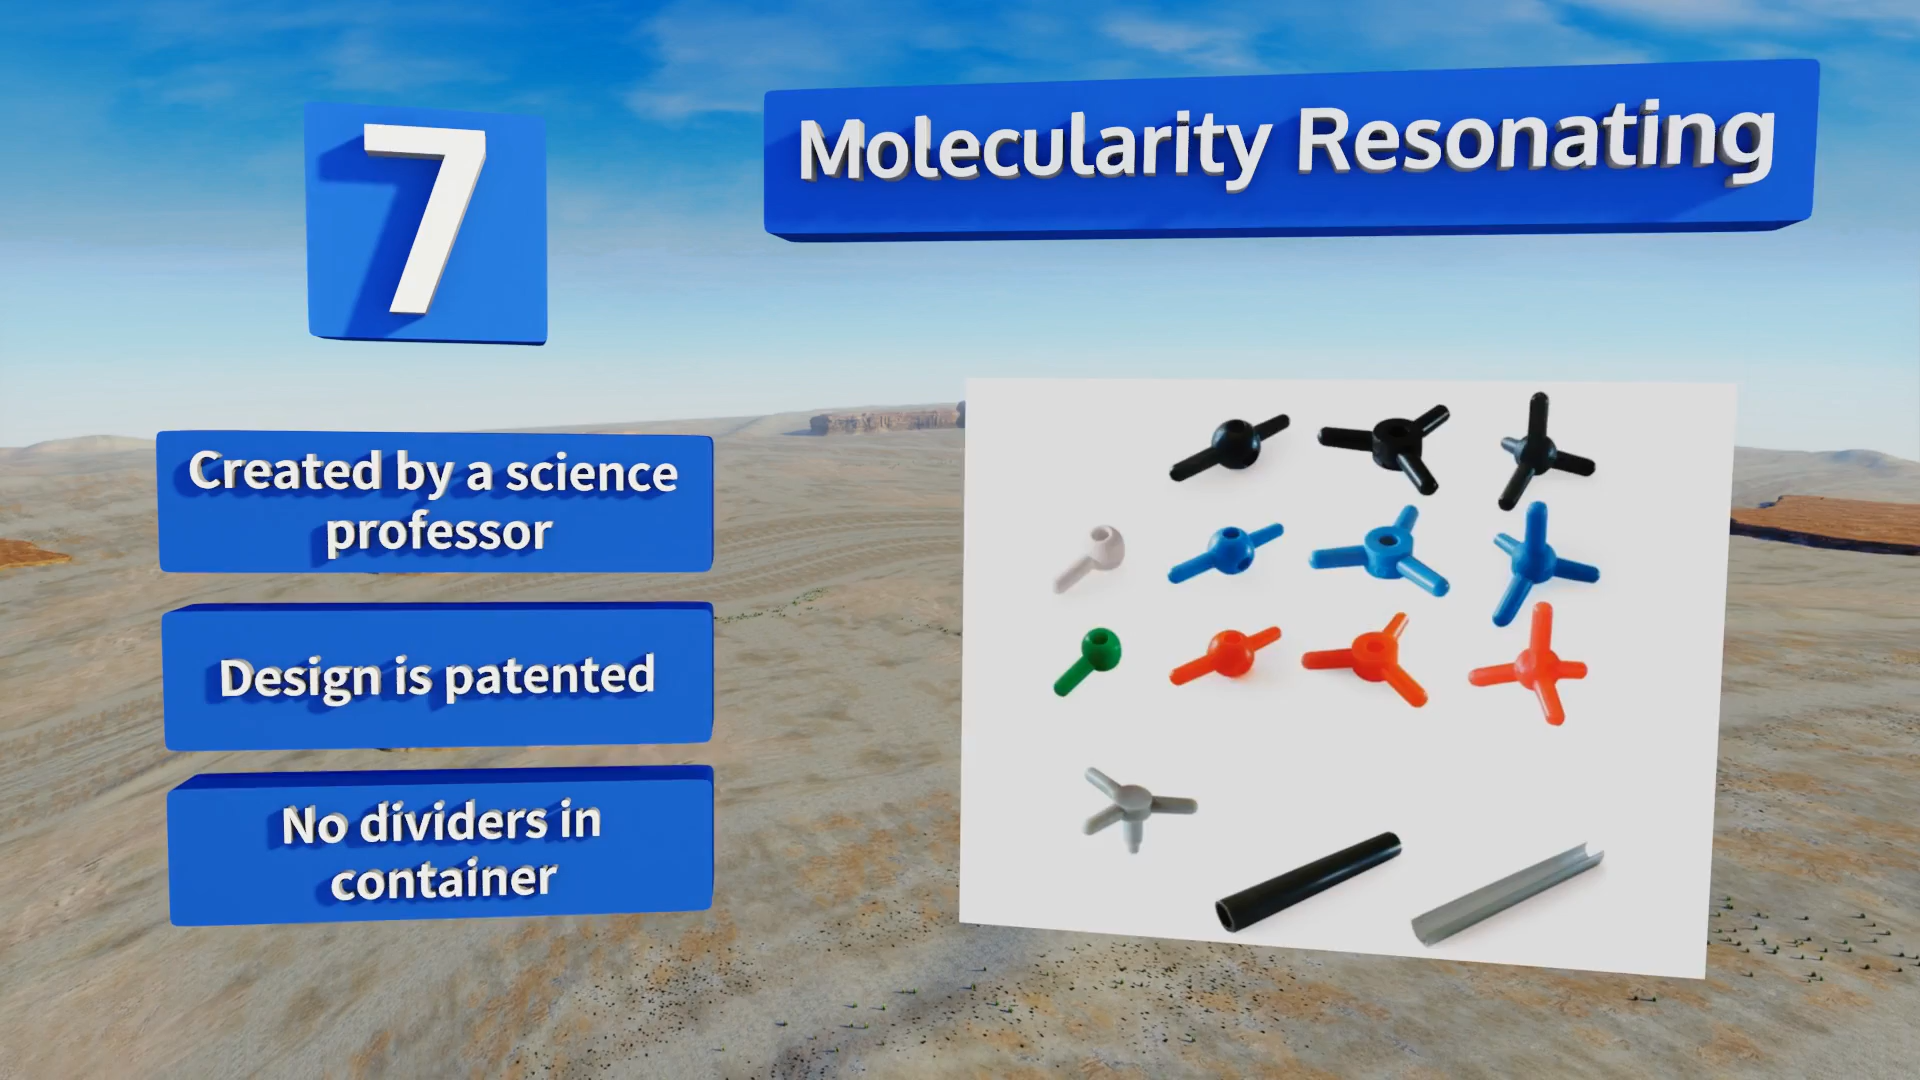 7
Molecularity Resonating
Created by a science
professor
Design is patented
No dividers in
container